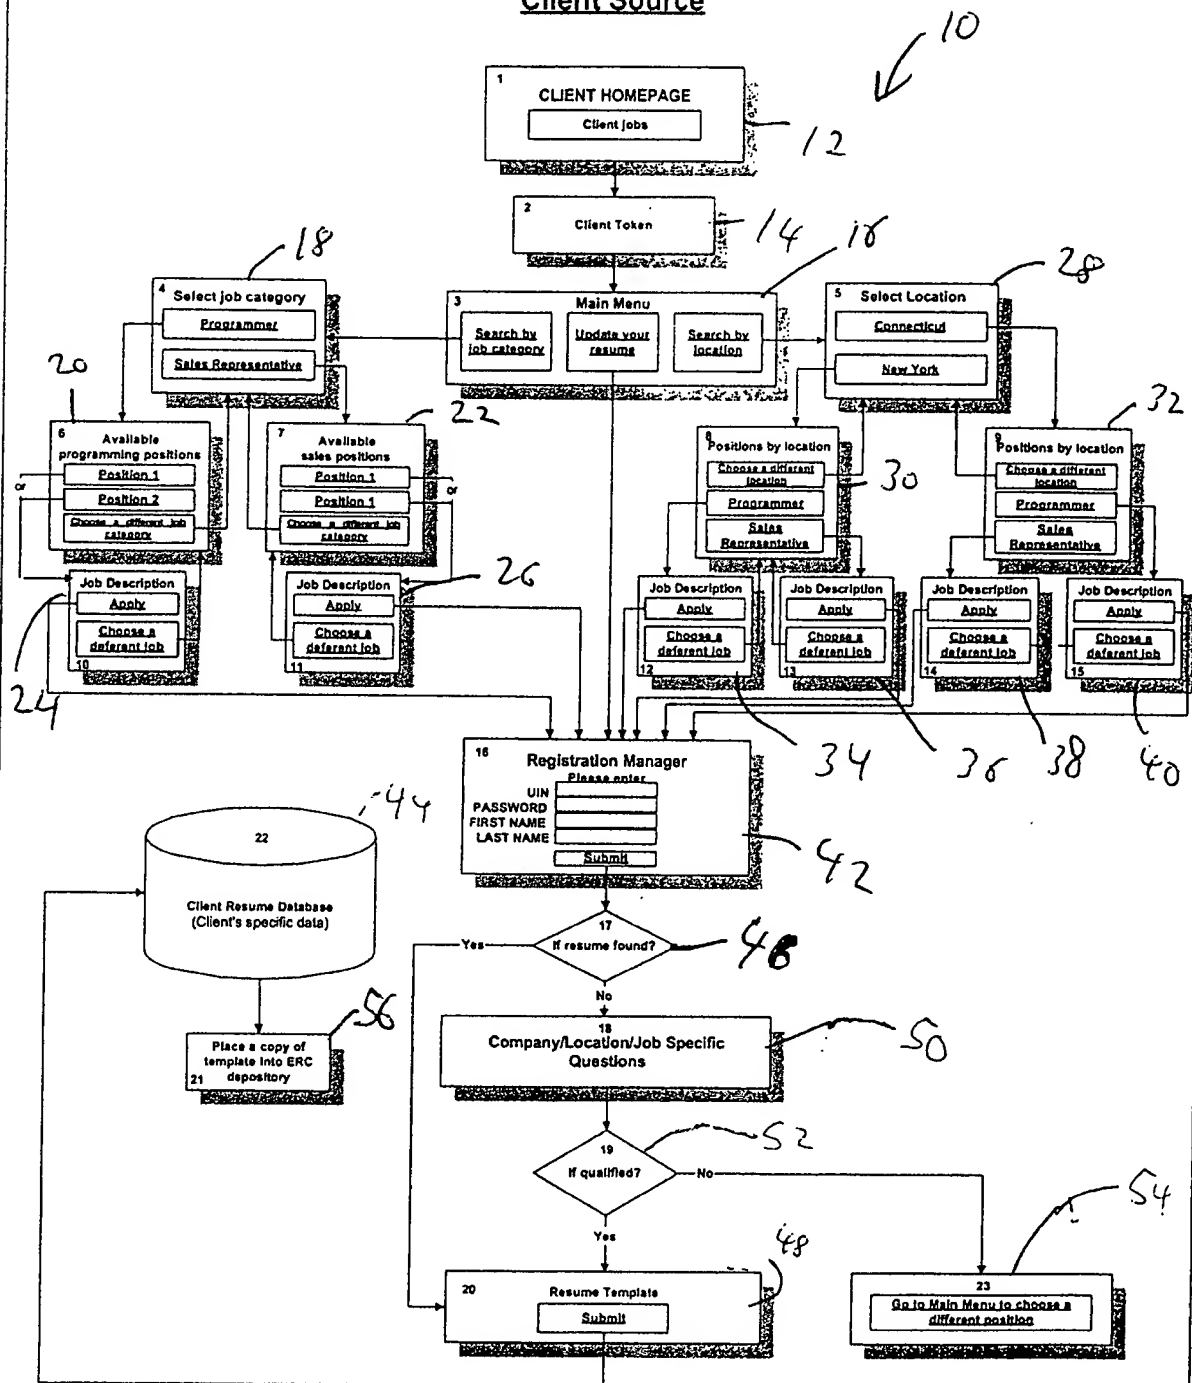 Client Source
10
1
CLIENT HOMEPAGE
Client jobs
12
2
Client Token
14
16
18
28
4
Select job category
Programmer
Sales Representative
3
Main Menu
Search by
job category
Update your
resume
Search by
location
5
Select Location
Connecticut
New York
20
22
32
6
Available
programming positions
Position 1
Position 2
Choose a different job
category
or
7
Available
sales positions
Position 1
Position 1
Choose a different job
category
or
8
Positions by location
Choose a different
location
Programmer
Sales
Representative
30
9
Positions by location
Choose a different
location
Programmer
Sales
Representative
Job Description
Apply
Choose a
deferent job
10
24
26
Job Description
Apply
Choose a
deferent job
11
Job Description
Apply
Choose a
deferent job
12
Job Description
Apply
Choose a
deferent job
13
Job Description
Apply
Choose a
deferent job
14
Job Description
Apply
Choose a
deferent job
15
34
36
38
40
16
Registration Manager
Please enter
UIN
PASSWORD
FIRST NAME
LAST NAME
Submit
42
44
22
Client Resume Database
(Client's specific data)
17
If resume found?
46
Yes
No
56
Place a copy of
template into ERC
depository
21
18
Company/Location/Job Specific
Questions
50
19
If qualified?
52
No
Yes
54
48
20
Resume Template
Submit
23
Go to Main Menu to choose a
different position